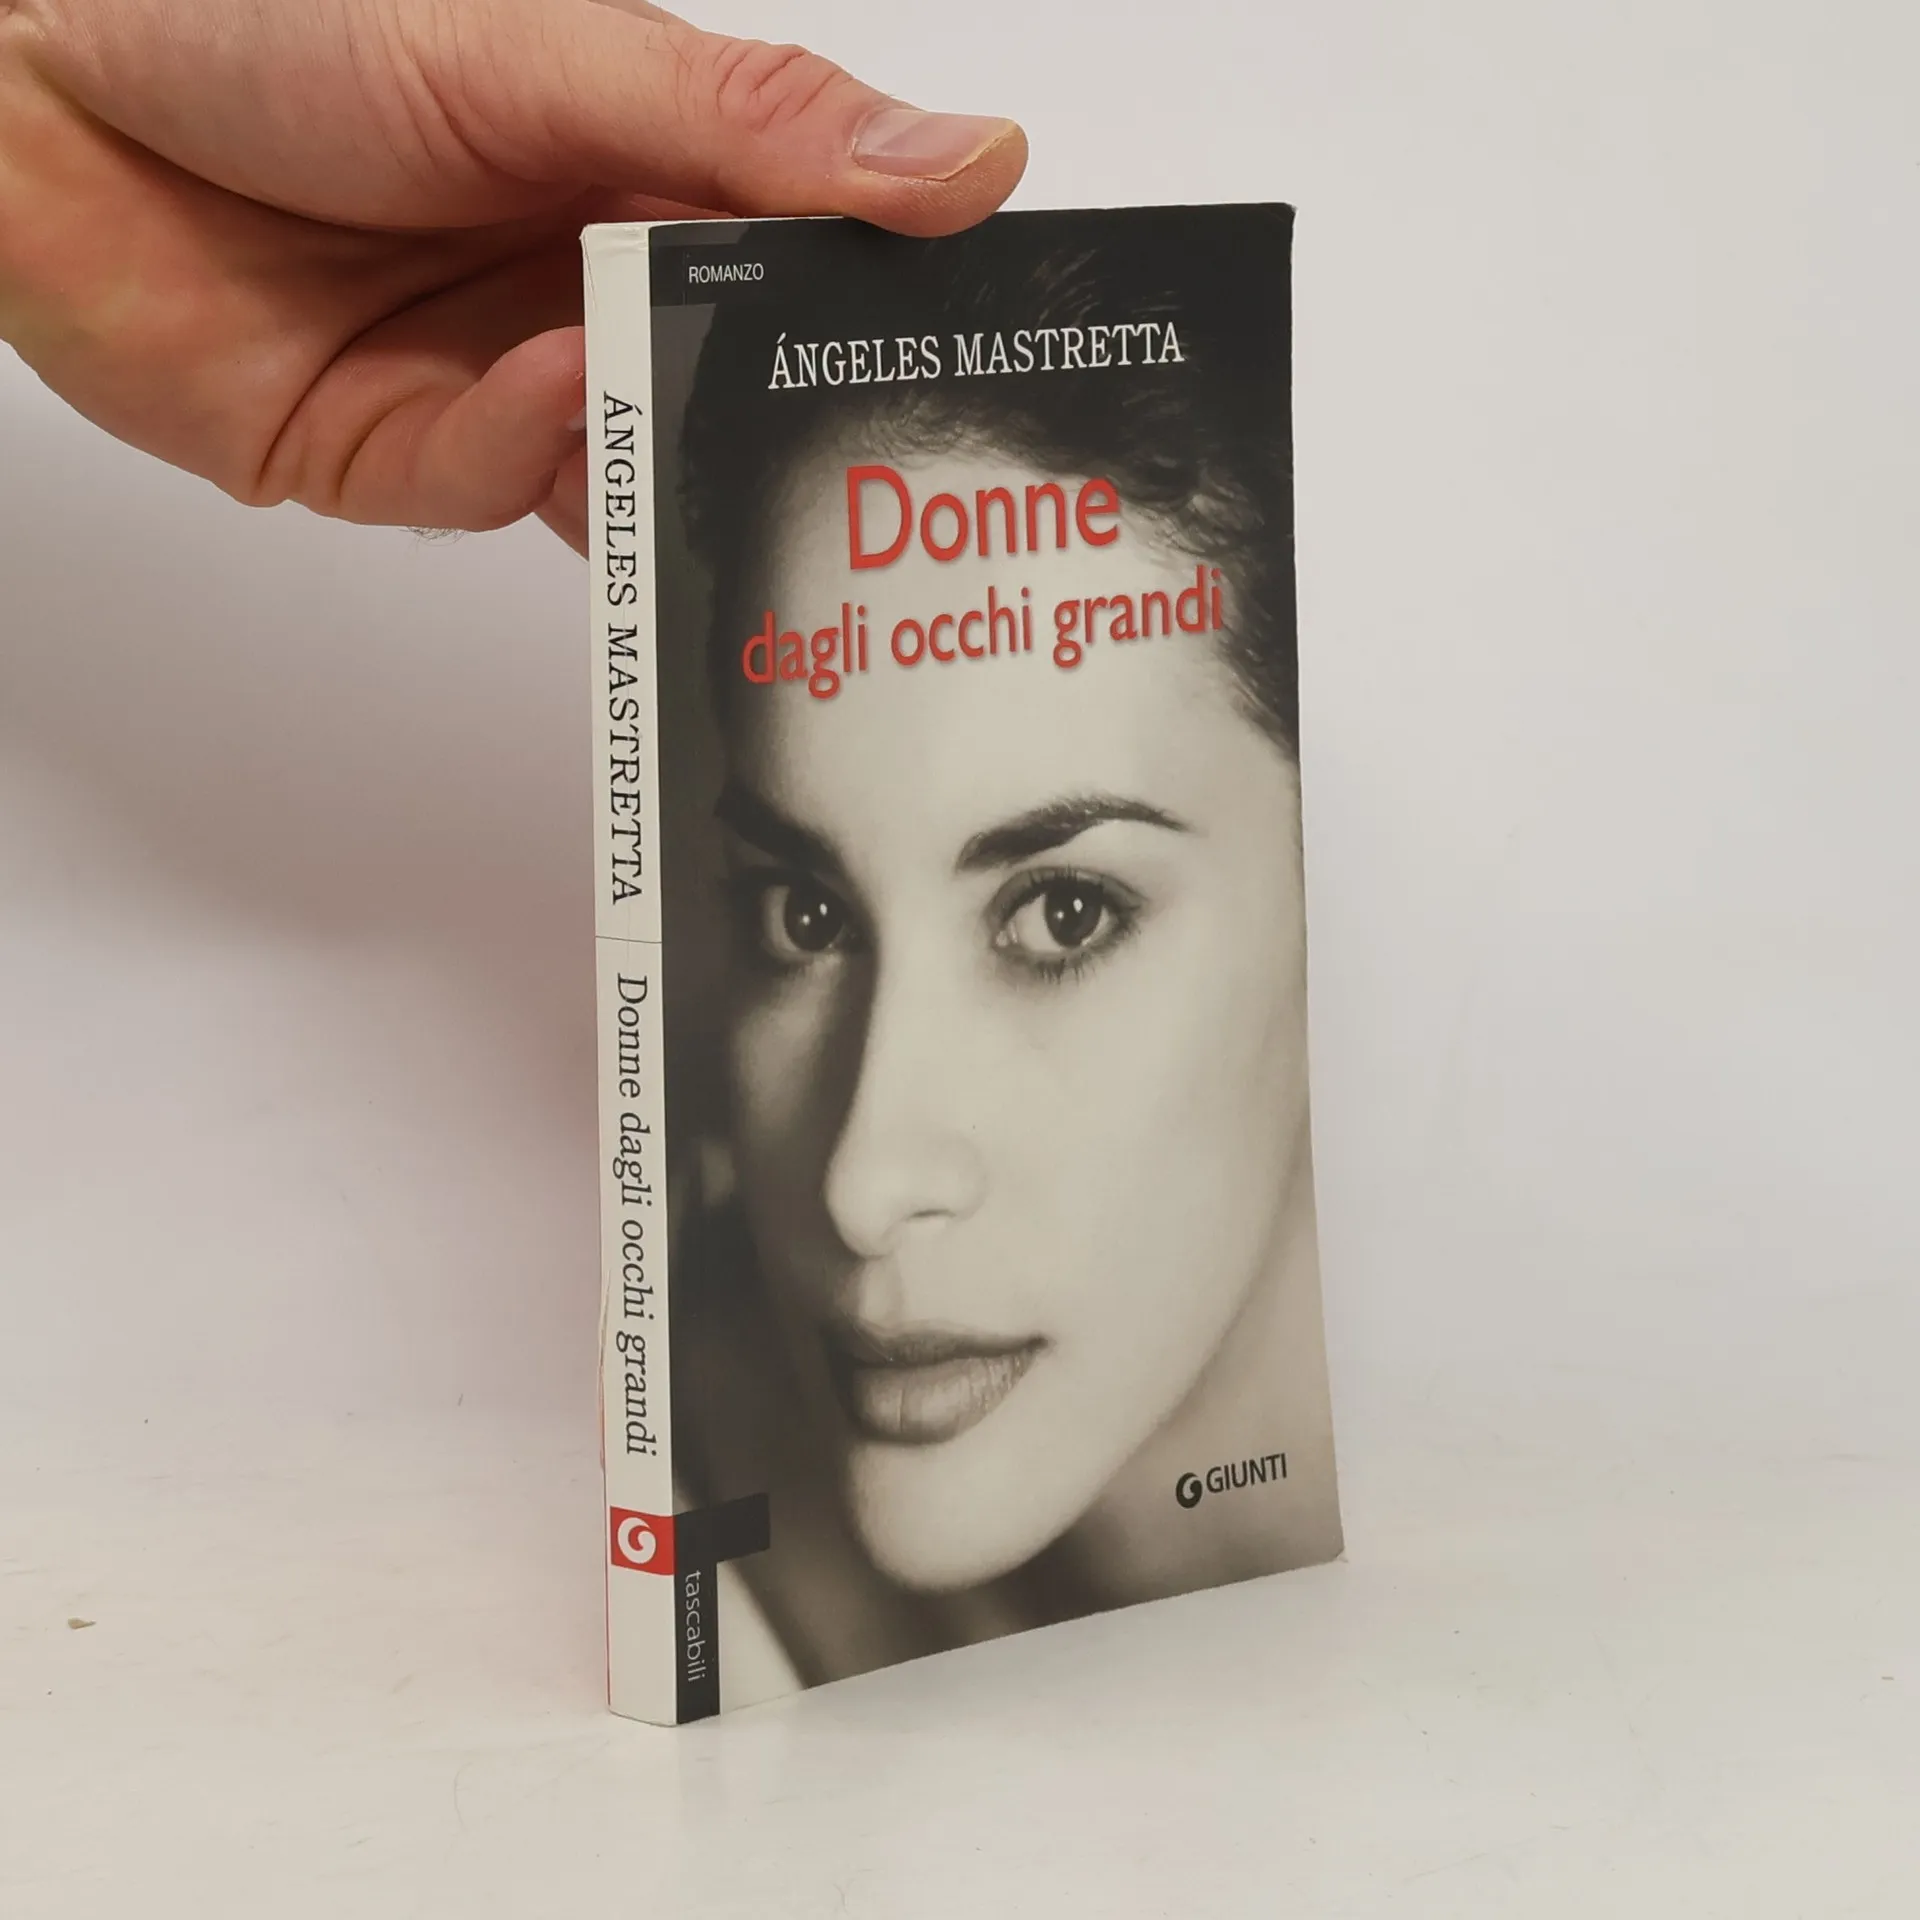 ROMANZO
ÁNGELES MASTRETTA
Donne
dagli occhi grandi
GIUNTI
tascabili
ÁNGELES MASTRETTA Donne dagli occhi grandi